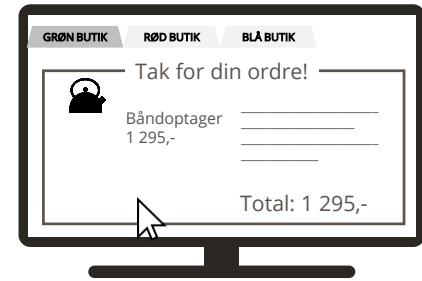 GRØN BUTIK RØD BUTIK BLÅ BUTIK
Tak for din ordre!
Båndoptager
1 295,-
Total: 1 295,-